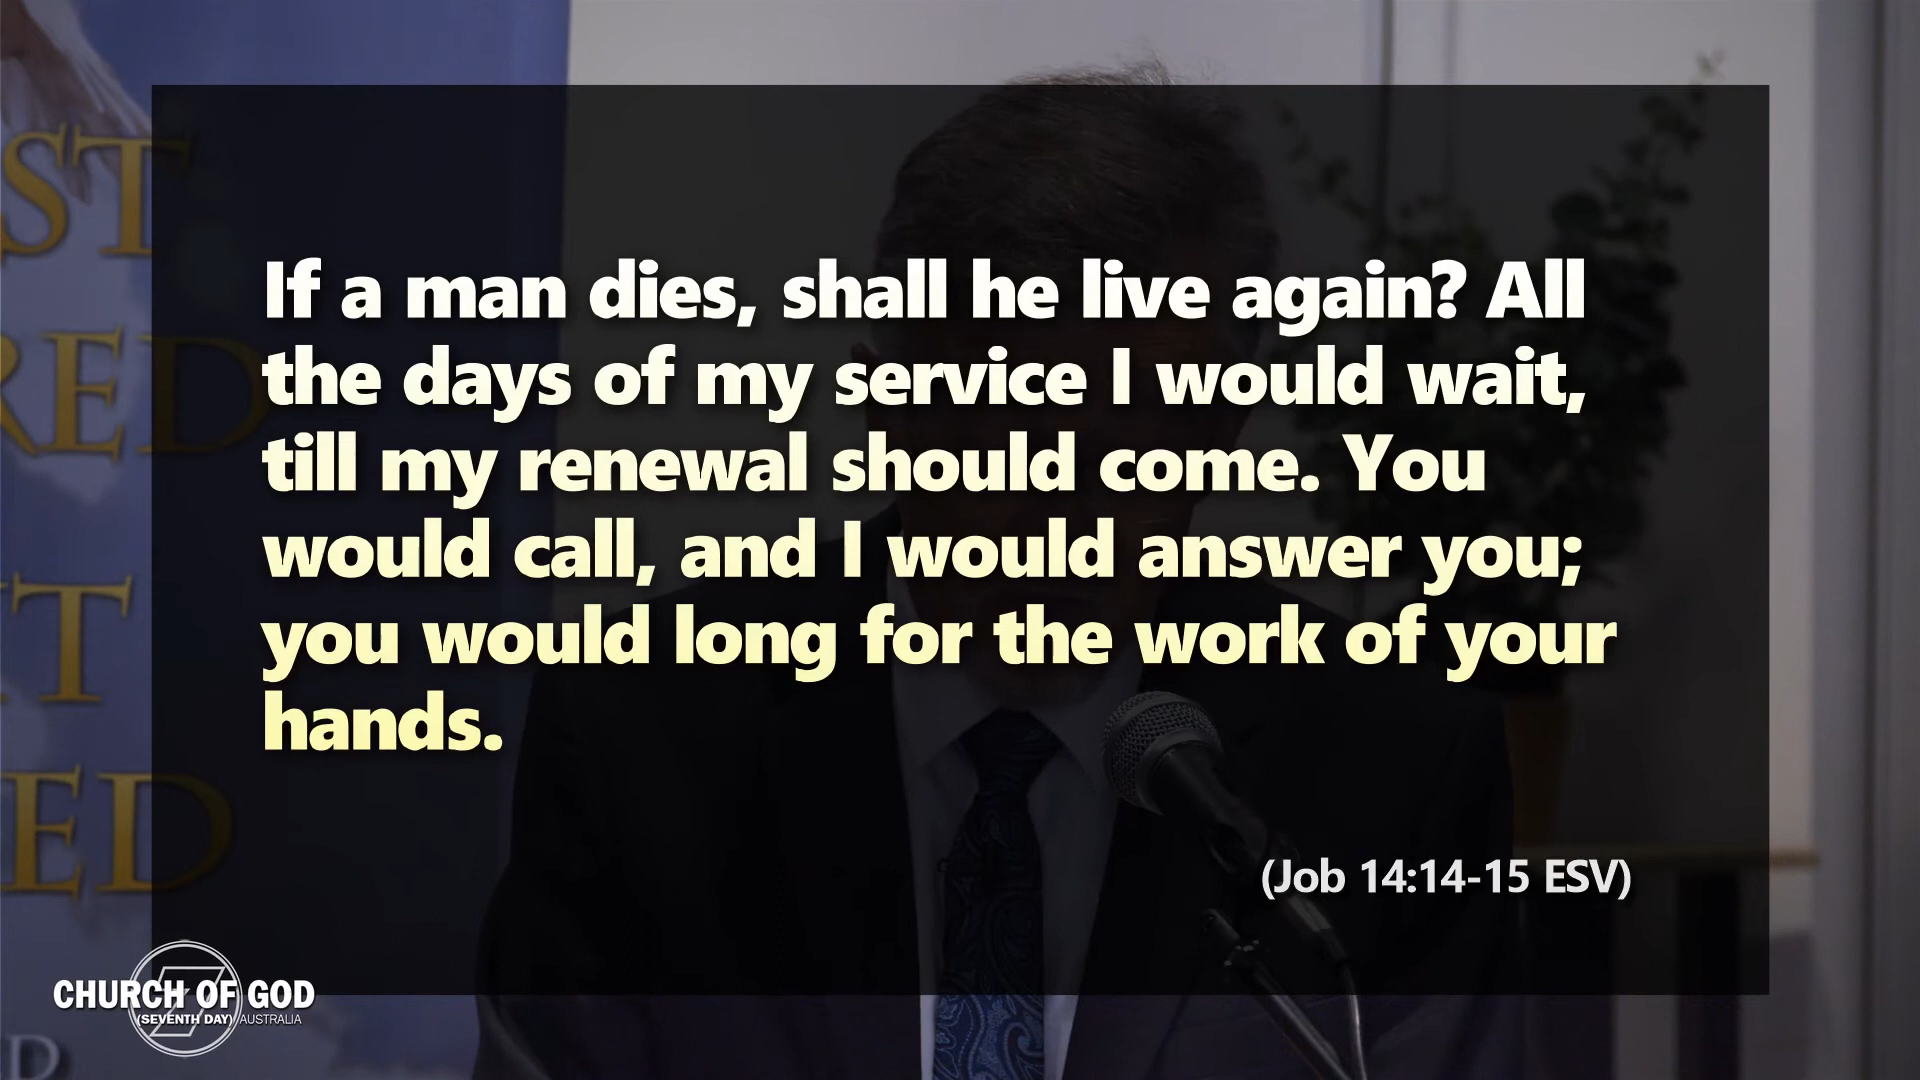 If a man dies, shall he live again? All
the days of my service I would wait,
till my renewal should come. You
would call, and I would answer you;
you would long for the work of your
hands.
(Job 14:14-15 ESV)
CHURCH OF GOD
(SEVENTH DAY) AUSTRALIA